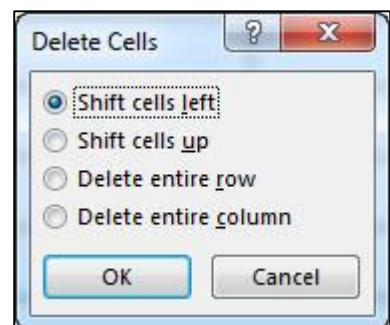 Delete Cells ?
Shift cells left
Shift cells up
Delete entire row
Delete entire column
OK Cancel